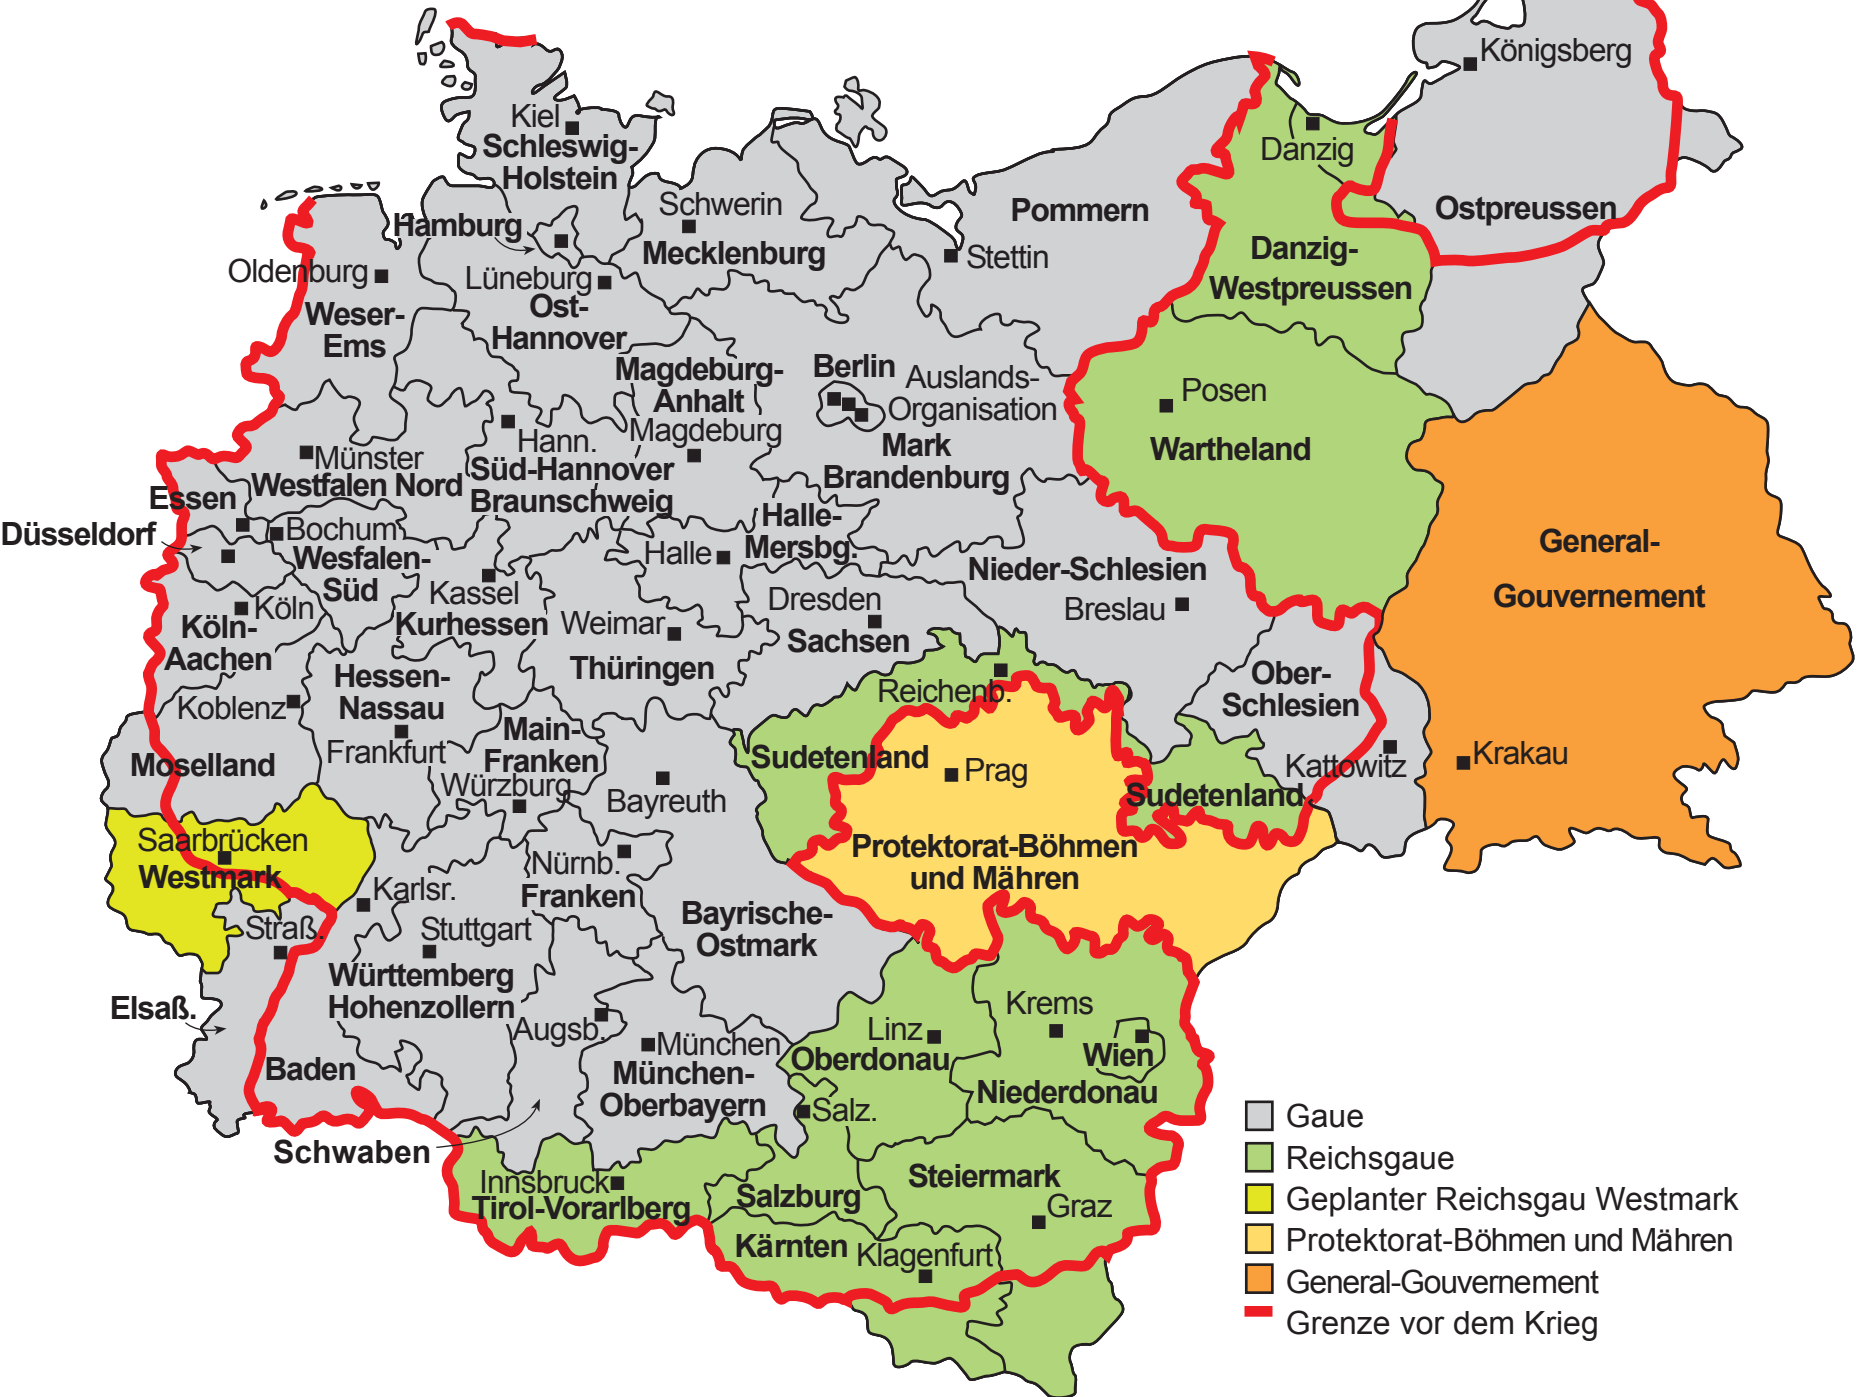 Königsberg
Kiel
Schleswig-
Holstein
Danzig
Schwerin
Hamburg
Mecklenburg
Pommern
Ostpreussen
Stettin
Danzig-
Westpreussen
Oldenburg
Lüneburg
Ost-
Hannover
Weser-
Ems
Magdeburg-
Anhalt
Magdeburg
Berlin
Auslands-
Organisation
Mark
Brandenburg
Posen
Wartheland
Hann.
Süd-Hannover
Braunschweig
Münster
Westfalen Nord
Essen
Düsseldorf
Bochum
Wesfalen-
Süd
Halle-
Mersbg.
Halle
General-
Gouvernement
Nieder-Schlesien
Breslau
Kassel
Kurhessen
Köln
Köln-
Aachen
Weimar
Thüringen
Dresden
Sachsen
Hessen-
Nassau
Frankfurt
Koblenz
Moselland
Main-
Franken
Würzburg
Bayreuth
Reichenb.
Sudetenland
Prag
Ober-
Schlesien
Kattowitz
Sudetenland
Krakau
Protektorat-Böhmen
und Mähren
Saarbrücken
Westmark
Karlsr.
Nürnb.
Franken
Straß.
Stuttgart
Württemberg
Hohenzollern
Bayrische-
Ostmark
Elsaß.
Augsb.
München
München-
Oberbayern
Baden
Schwaben
Linz
Oberdonau
Krems
Wien
Niederdonau
Salz.
Innsbruck
Tirol-Vorarlberg
Salzburg
Steiermark
Graz
Kärnten
Klagenfurt
Gaue
Reichsgaue
Geplanter Reichsgau Westmark
Protektorat-Böhmen und Mähren
General-Gouvernement
Grenze vor dem Krieg